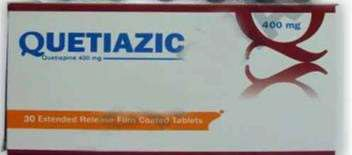 QUETIAZIC
Quetiapine 400 mg
400 mg
30 Extended Release Film Coated Tablets